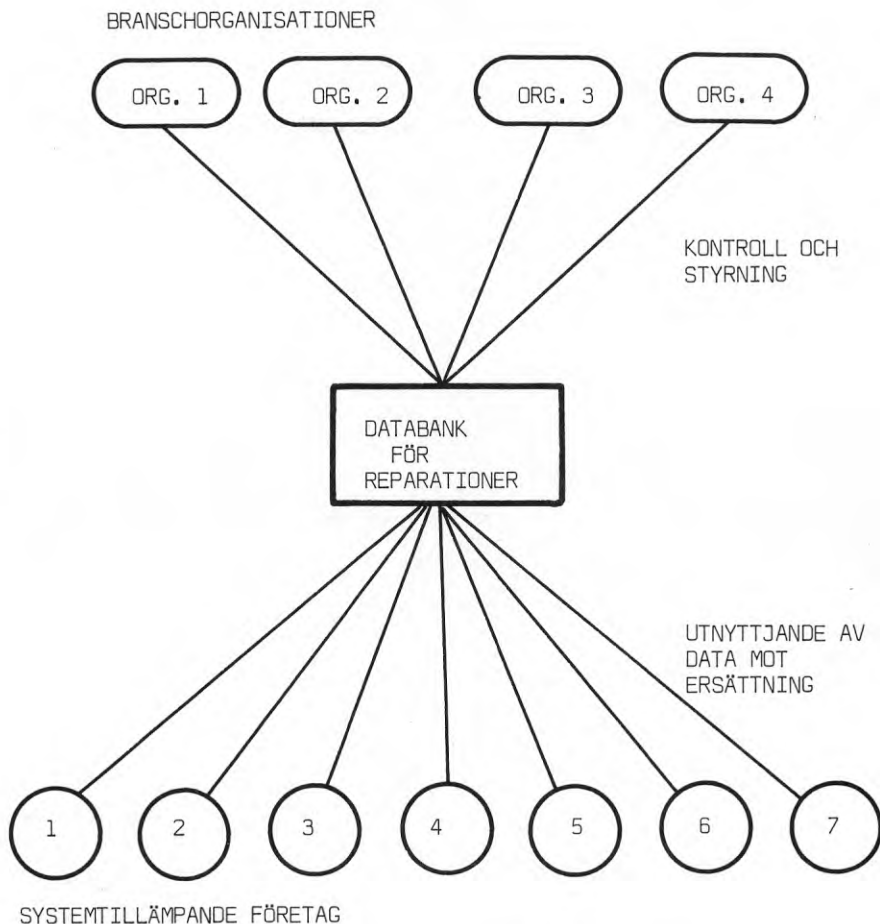 BRANSCHORGANISATIONER
ORG. 1
ORG. 2
ORG. 3
ORG. 4
KONTROLL OCH
STYRNING
DATABANK
FÖR
REPARATIONER
UTNYTTJANDE AV
DATA MOT
ERSÄTTNING
1
2
3
4
5
6
7
SYSTEMTILLÄMPANDE FÖRETAG